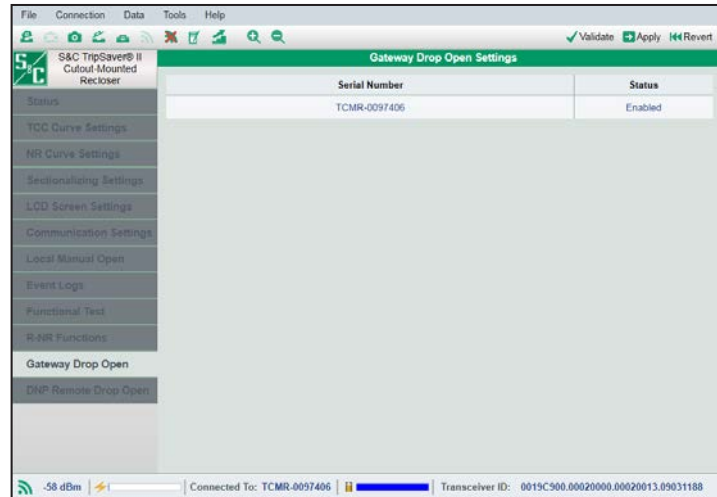 File Connection Data Tools Help
Validate Apply Revert
S&C TripSaver® II
Cutout-Mounted
Recloser
Gateway Drop Open Settings
Serial Number Status
TCMR-0097406 Enabled
Status
TCC Curve Settings
NR Curve Settings
Sectionalizing Settings
LCD Screen Settings
Communication Settings
Local Manual Open
Event Logs
Functional Test
R-NR Functions
Gateway Drop Open
DNP Remote Drop Open
-58 dBm Connected To: TCMR-0097406 Transceiver ID: 0019C900.00020000.00020013.09031188